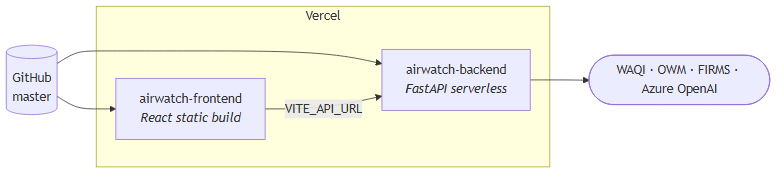 Vercel
GitHub
master
airwatch-frontend
React static build
VITE_API_URL
airwatch-backend
FastAPI serverless
WAQI · OWM · FIRMS ·
Azure OpenAI